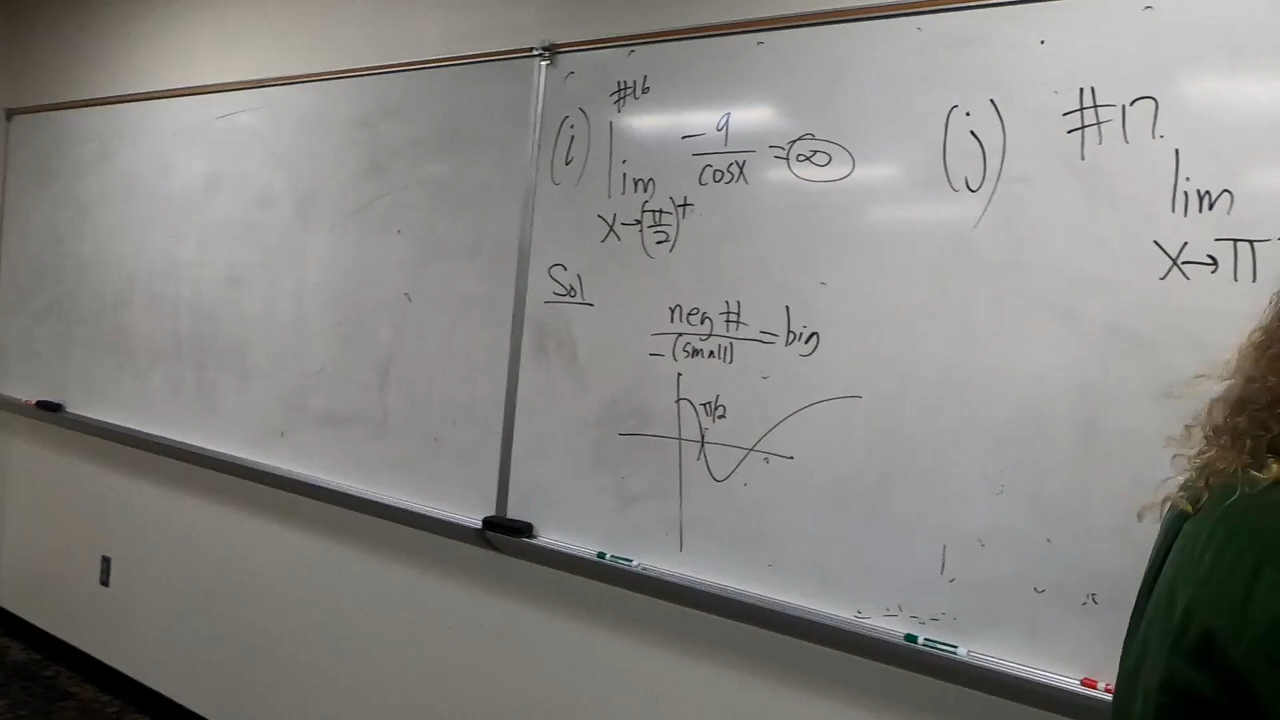 #16
(i) lim -9/cosx = ∞
x→(π/2)⁺
Sol
neg # / -(small) = big
π/2
(j) #17.
lim
x→π